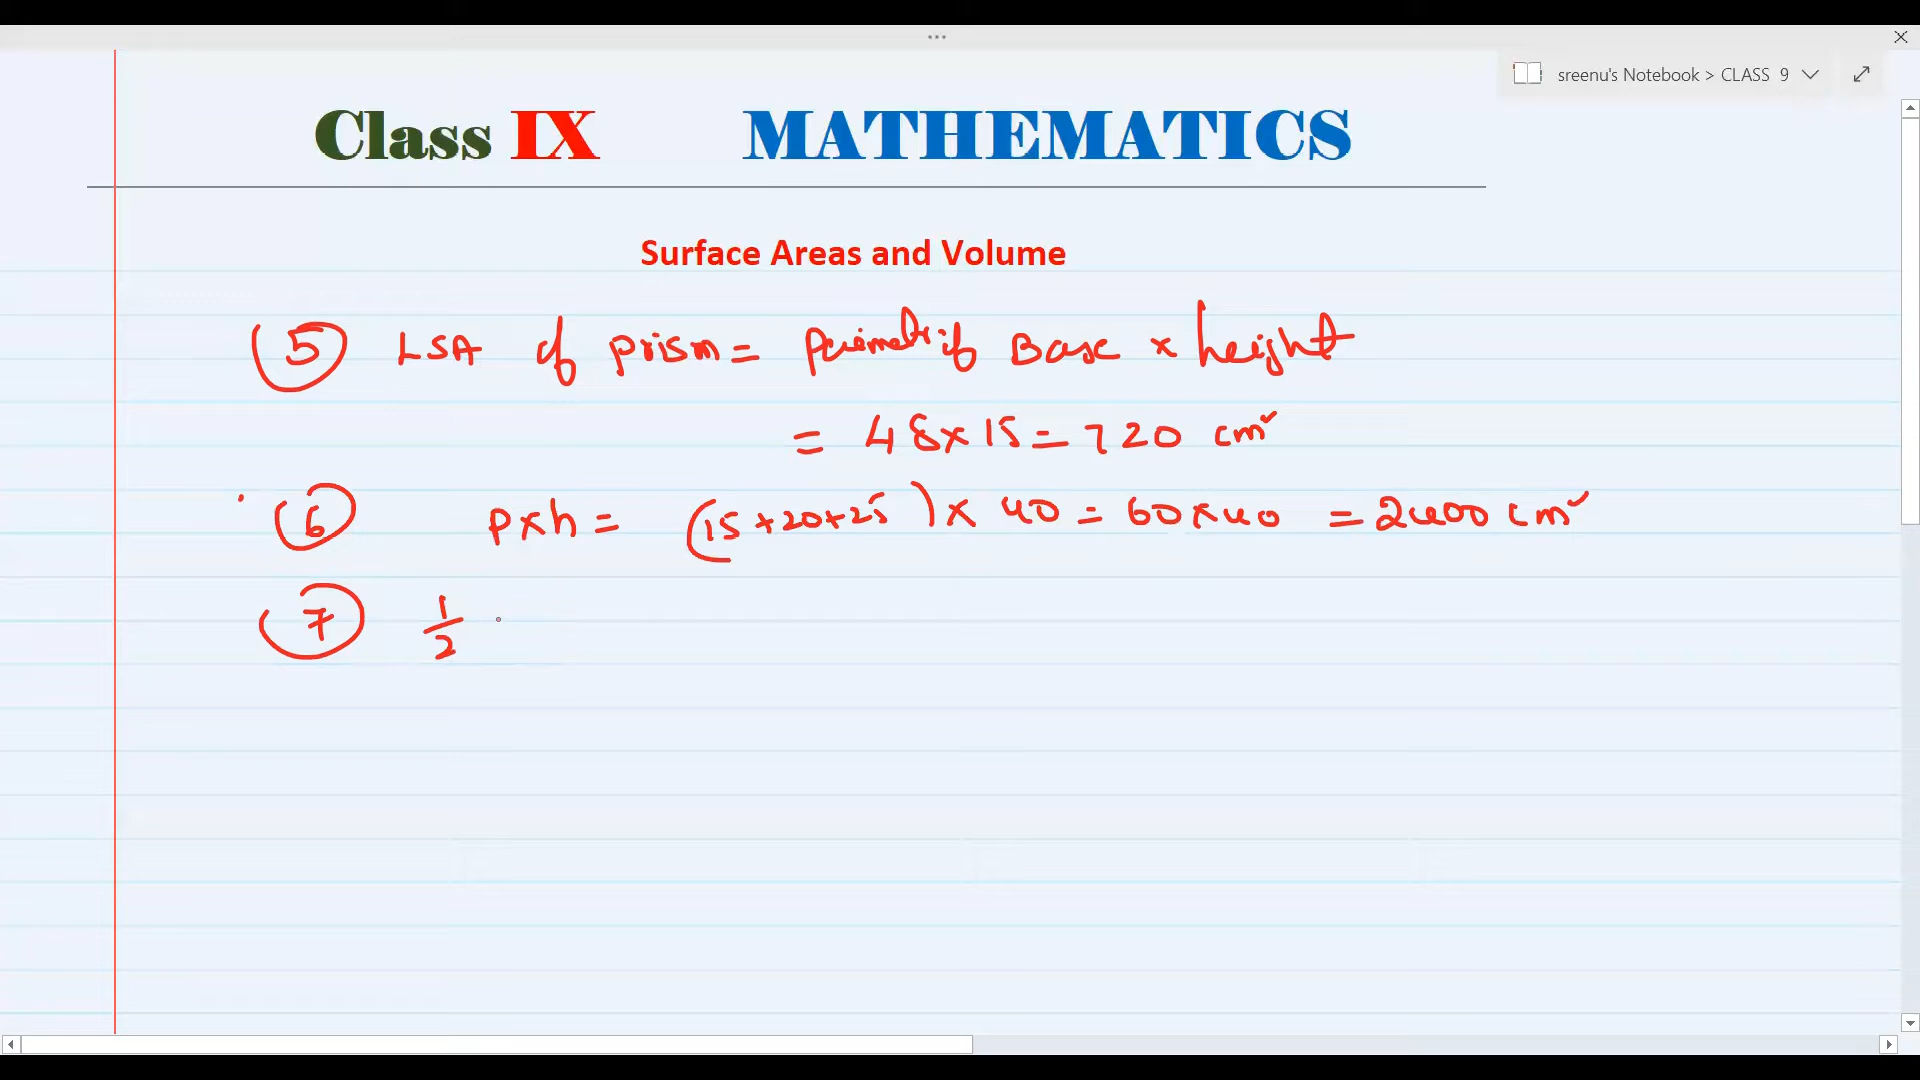 ...
sreenu's Notebook > CLASS 9
Class IX MATHEMATICS
Surface Areas and Volume
5 LSA of prism = Perimetr of Base × height
= 48×15 = 720 cm²
6 P×h = (15+20+25) × 40 = 60×40 = 2400 cm²
7 1/2